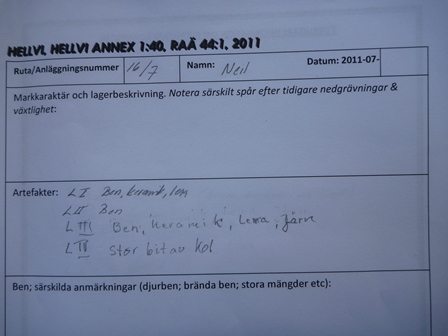 HELLVI, HELLVI ANNEX 1:40, RAÄ 44:1, 2011
Ruta/Anläggningsnummer 16/7 Namn: Neil Datum: 2011-07-
Markkaraktär och lagerbeskrivning. Notera särskilt spår efter tidigare nedgrävningar &
växtlighet:
Artefakter: L I Ben, keramik,
L II Ben
L III Ben, keramik, Lera, Järn
L IV Stor bit av Kol
Ben; särskilda anmärkningar (djurben; brända ben; stora mängder etc):